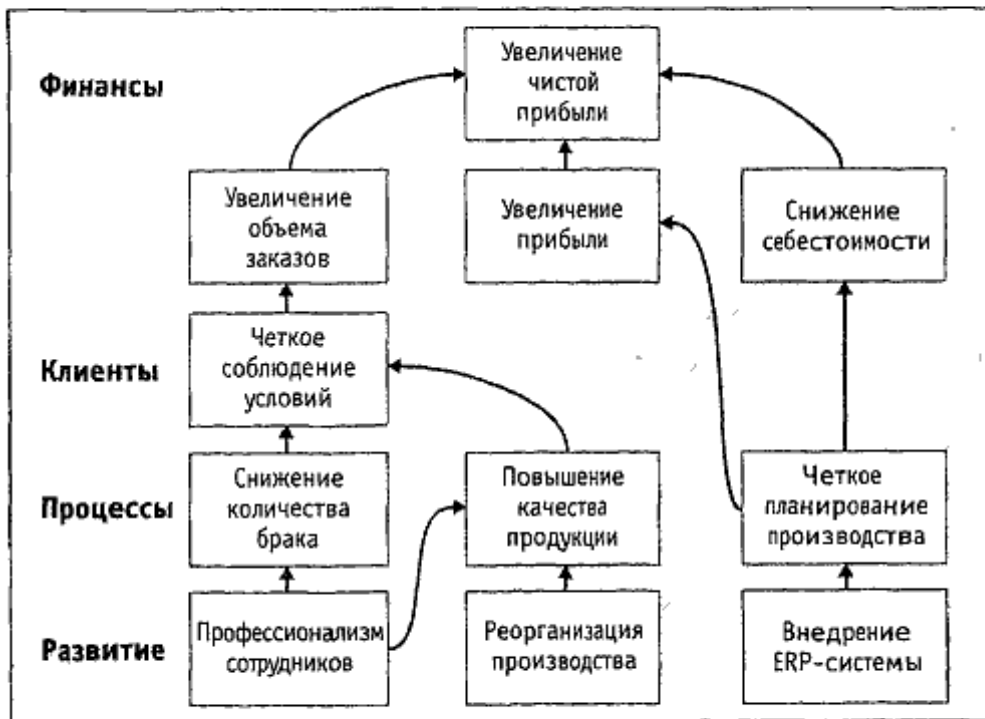 Финансы
Увеличение
чистой
прибыли
Увеличение
объема
заказов
Увеличение
прибыли
Снижение
себестоимости
Клиенты
Четкое
соблюдение
условий
Процессы
Снижение
количества
брака
Повышение
качества
продукции
Четкое
планирование
производства
Развитие
Профессионализм
сотрудников
Реорганизация
производства
Внедрение
ERP-системы